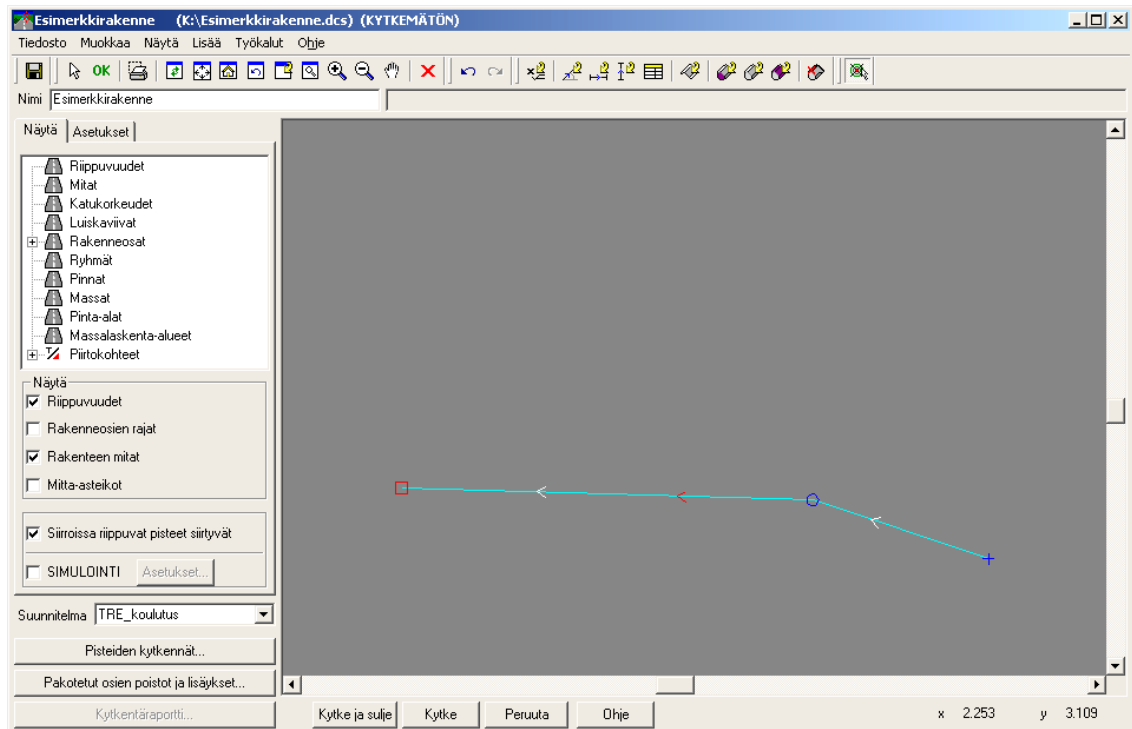 Esimerkkirakenne (K:\Esimerkkirakenne.dcs) (KYTKEMÄTÖN)
Tiedosto Muokkaa Näytä Lisää Työkalut Ohje
OK
Nimi Esimerkkirakenne
Näytä Asetukset
Riippuvuudet
Mitat
Katukorkeudet
Luiskaviivat
Rakenneosat
Ryhmät
Pinnat
Massat
Pinta-alat
Massalaskenta-alueet
Piirtokohteet
Näytä
Riippuvuudet
Rakenneosien rajat
Rakenteen mitat
Mitta-asteikot
Siirroissa riippuvat pisteet siirtyvät
SIMULOINTI Asetukset...
Suunnitelma TRE_koulutus
Pisteiden kytkennät...
Pakotetut osien poistot ja lisäykset...
Kytkentäraportti... Kytke ja sulje Kytke Peruuta Ohje x 2.253 y 3.109